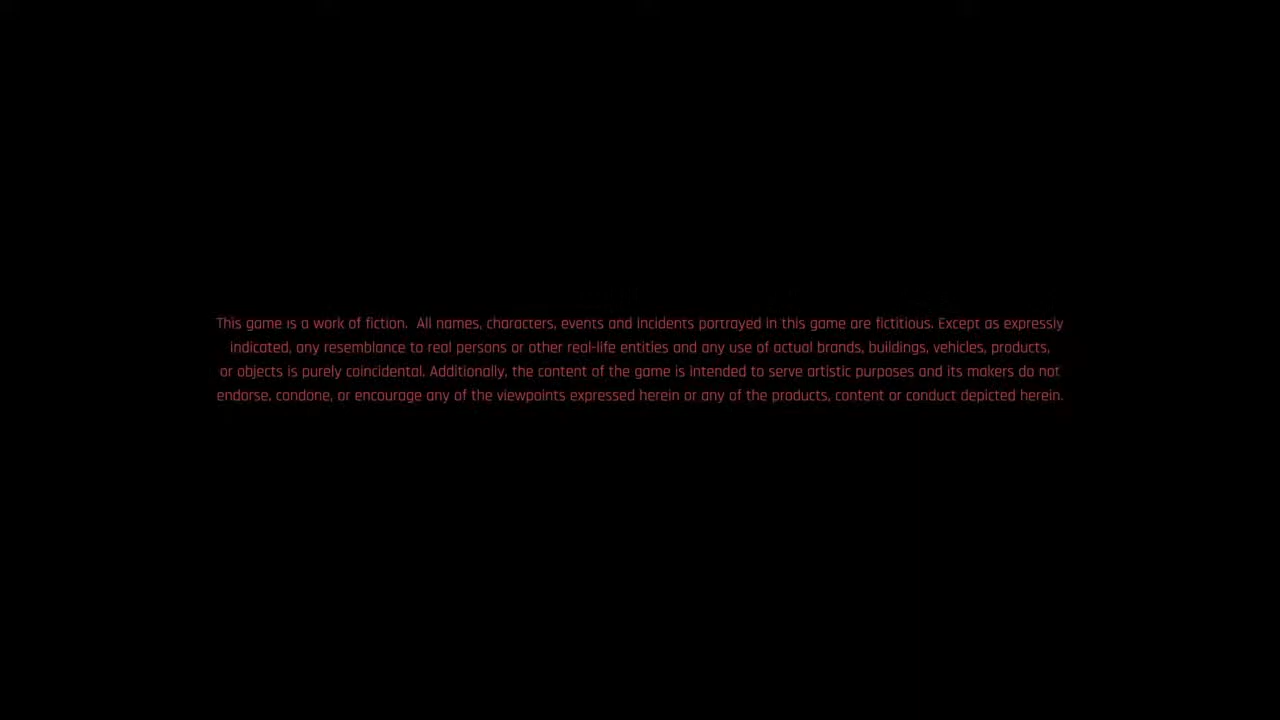 This game is a work of fiction.  All names, characters, events and incidents portrayed in this game are fictitious. Except as expressly
indicated, any resemblance to real persons or other real-life entities and any use of actual brands, buildings, vehicles, products,
or objects is purely coincidental. Additionally, the content of the game is intended to serve artistic purposes and its makers do not
endorse, condone, or encourage any of the viewpoints expressed herein or any of the products, content or conduct depicted herein.